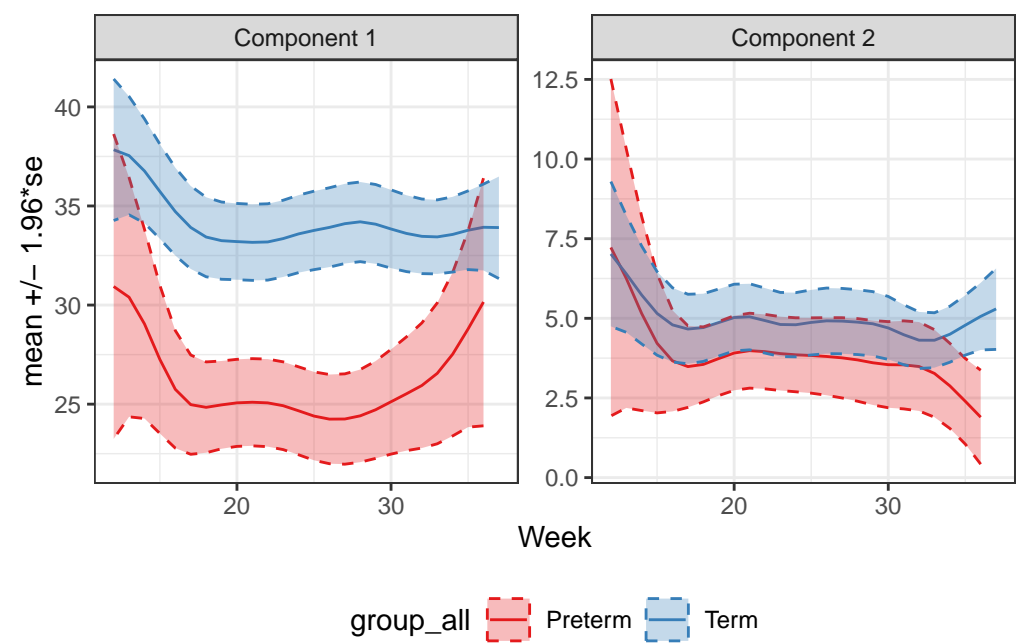 Component 1 Component 2
mean +/− 1.96*se
40
35
30
25
12.5
10.0
7.5
5.0
2.5
0.0
20 30 20 30
Week
group_all Preterm Term